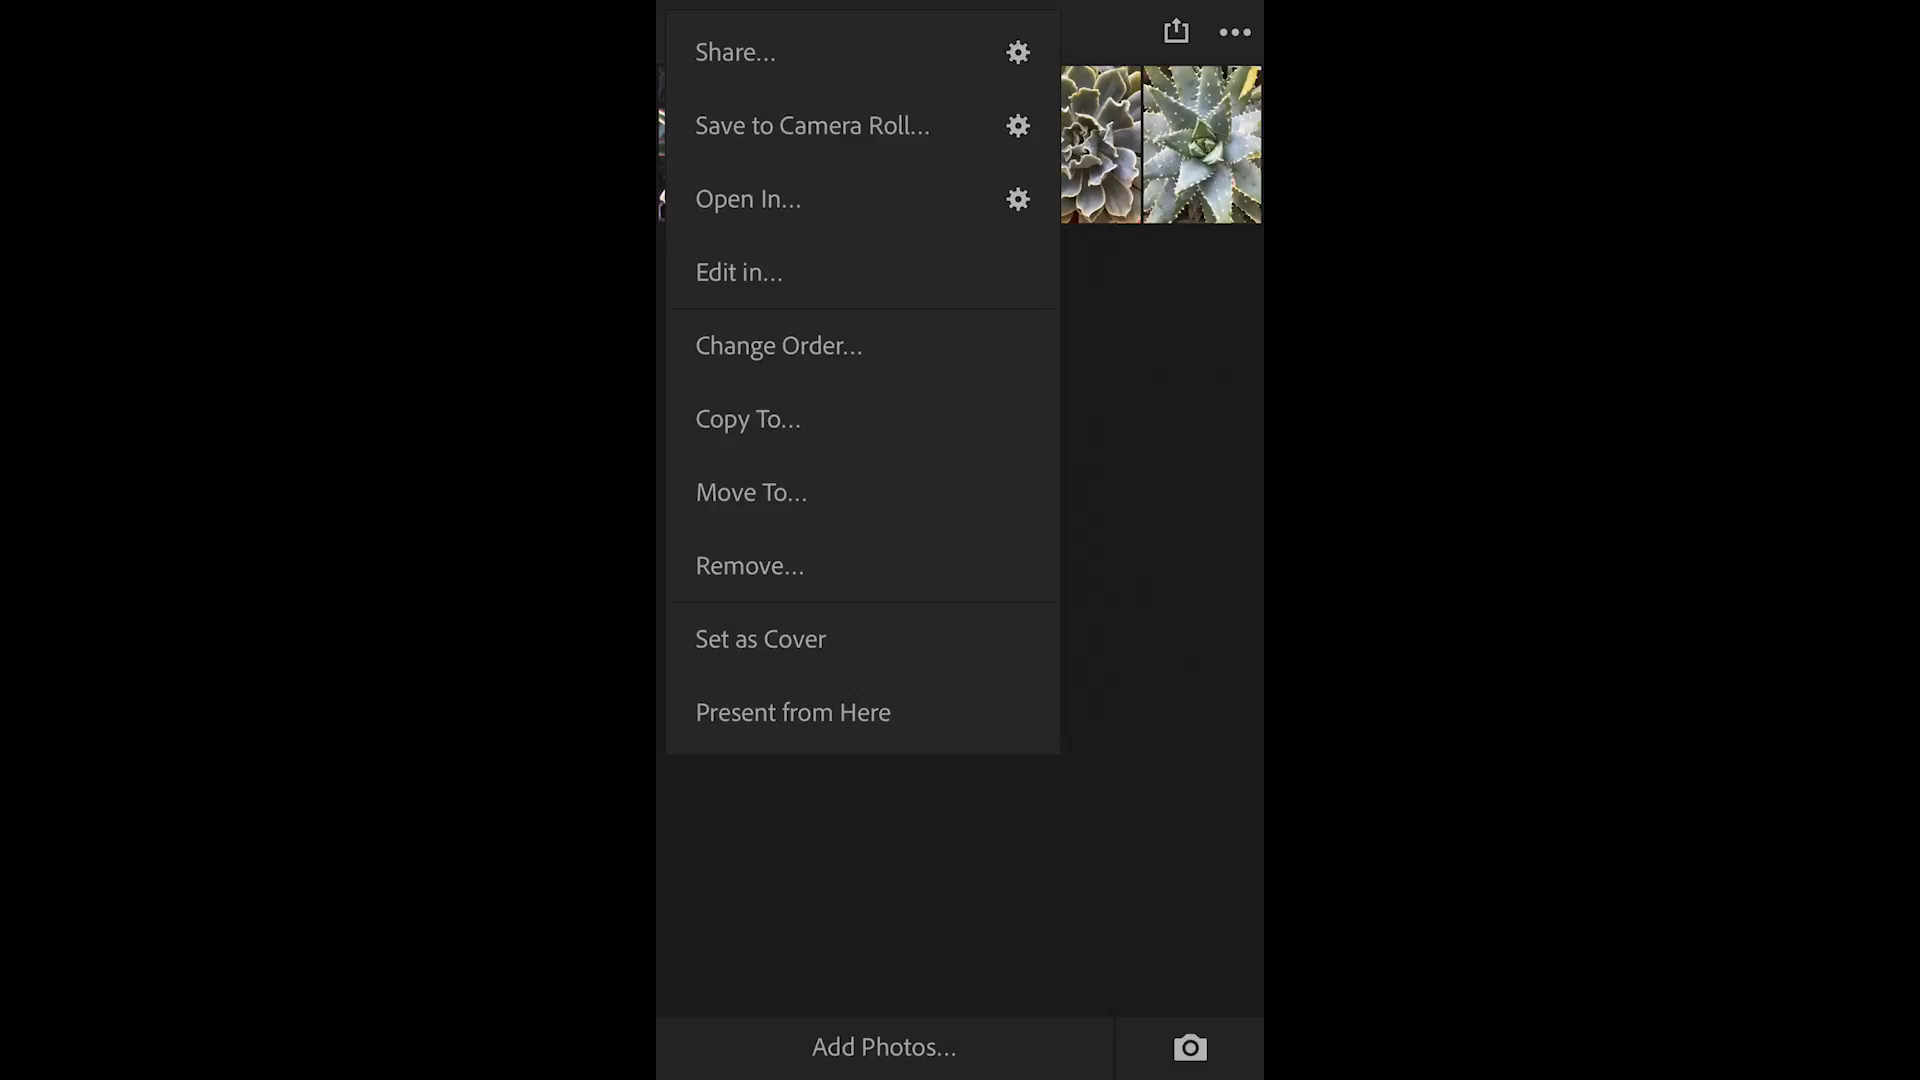 Share...
Save to Camera Roll...
Open In...
Edit in...
Change Order...
Copy To...
Move To...
Remove...
Set as Cover
Present from Here
Add Photos...